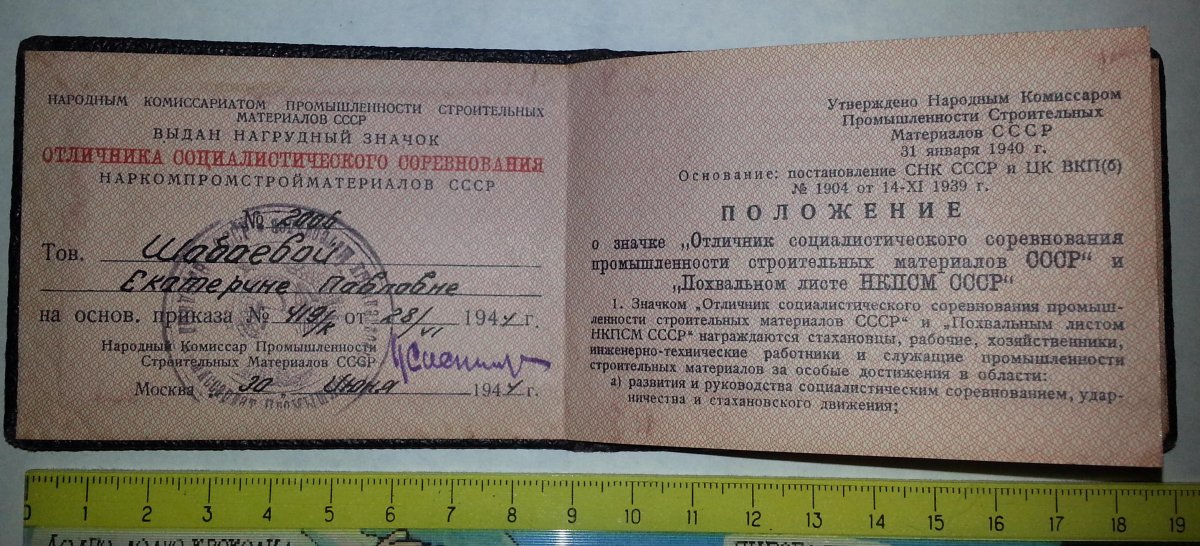 НАРОДНЫМ КОМИССАРИАТОМ ПРОМЫШЛЕННОСТИ СТРОИТЕЛЬНЫХ
МАТЕРИАЛОВ СССР
ВЫДАН НАГРУДНЫЙ ЗНАЧОК
ОТЛИЧНИКА СОЦИАЛИСТИЧЕСКОГО СОРЕВНОВАНИЯ
НАРКОМПРОМСТРОЙМАТЕРИАЛОВ СССР
№ 2006
Тов. Шабаевой
Екатерине Павловне
на основ. приказа № 419/к от 28/VI 1944 г.
Народный Комиссар Промышленности
Строительных Материалов СССР
Москва „30„ Июня 1944 г.
Утверждено Народным Комиссаром
Промышленности Строительных
Материалов СССР
31 января 1940 г.
Основание: постановление СНК СССР и ЦК ВКП(б)
№ 1904 от 14-XI 1939 г.
ПОЛОЖЕНИЕ
о значке „Отличник социалистического соревнования
промышленности строительных материалов СССР“ и
„Похвальном листе НКПСМ СССР“
1. Значком „Отличник социалистического соревнования промыш-
ленности строительных материалов СССР“ и „Похвальным листом
НКПСМ СССР“ награждаются стахановцы, рабочие, хозяйственники,
инженерно-технические работники и служащие промышленности
строительных материалов за особые достижения в области:
а) развития и руководства социалистическим соревнованием, удар-
ничества и стахановского движения;
0 1 2 3 4 5 6 7 8 9 10 11 12 13 14 15 16 17 18 19